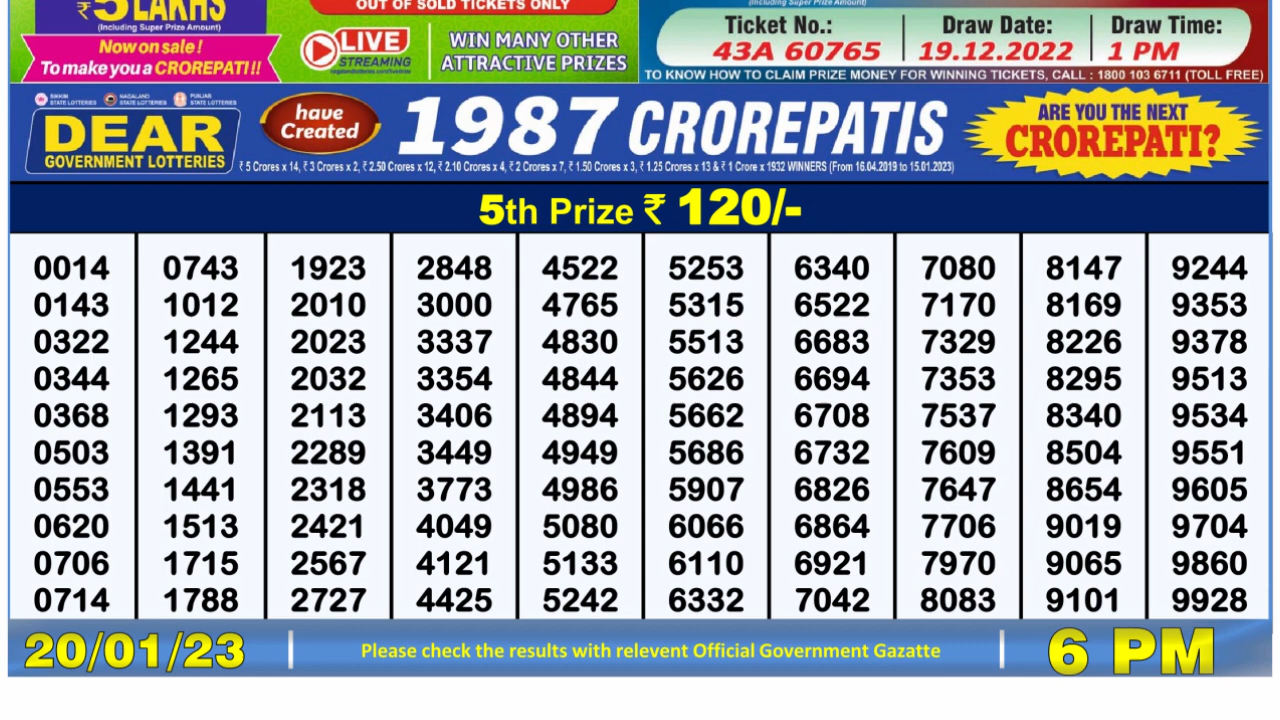 ₹5 LAKHS
(Including Super Prize Amount)
Now on sale!
To make you a CROREPATI!!
OUT OF SOLD TICKETS ONLY
LIVE
STREAMING
WIN MANY OTHER
ATTRACTIVE PRIZES
(Including Super Prize Amount)
Ticket No.: Draw Date: Draw Time:
43A 60765 19.12.2022 1 PM
TO KNOW HOW TO CLAIM PRIZE MONEY FOR WINNING TICKETS, CALL : 1800 103 6711 (TOLL FREE)
SIKKIM STATE LOTTERIES NAGALAND STATE LOTTERIES PUNJAB STATE LOTTERIES
DEAR
GOVERNMENT LOTTERIES
have
Created
1987 CROREPATIS
₹ 5 Crores x 14, ₹ 3 Crores x 2, ₹ 2.50 Crores x 12, ₹ 2.10 Crores x 4, ₹ 2 Crores x 7, ₹ 1.50 Crores x 3, ₹ 1.25 Crores x 13 & ₹ 1 Crore x 1932 WINNERS (From 16.04.2019 to 15.01.2023)
ARE YOU THE NEXT
CROREPATI?
5th Prize ₹ 120/-
0014 0743 1923 2848 4522 5253 6340 7080 8147 9244
0143 1012 2010 3000 4765 5315 6522 7170 8169 9353
0322 1244 2023 3337 4830 5513 6683 7329 8226 9378
0344 1265 2032 3354 4844 5626 6694 7353 8295 9513
0368 1293 2113 3406 4894 5662 6708 7537 8340 9534
0503 1391 2289 3449 4949 5686 6732 7609 8504 9551
0553 1441 2318 3773 4986 5907 6826 7647 8654 9605
0620 1513 2421 4049 5080 6066 6864 7706 9019 9704
0706 1715 2567 4121 5133 6110 6921 7970 9065 9860
0714 1788 2727 4425 5242 6332 7042 8083 9101 9928
20/01/23 Please check the results with relevent Official Government Gazatte 6 PM